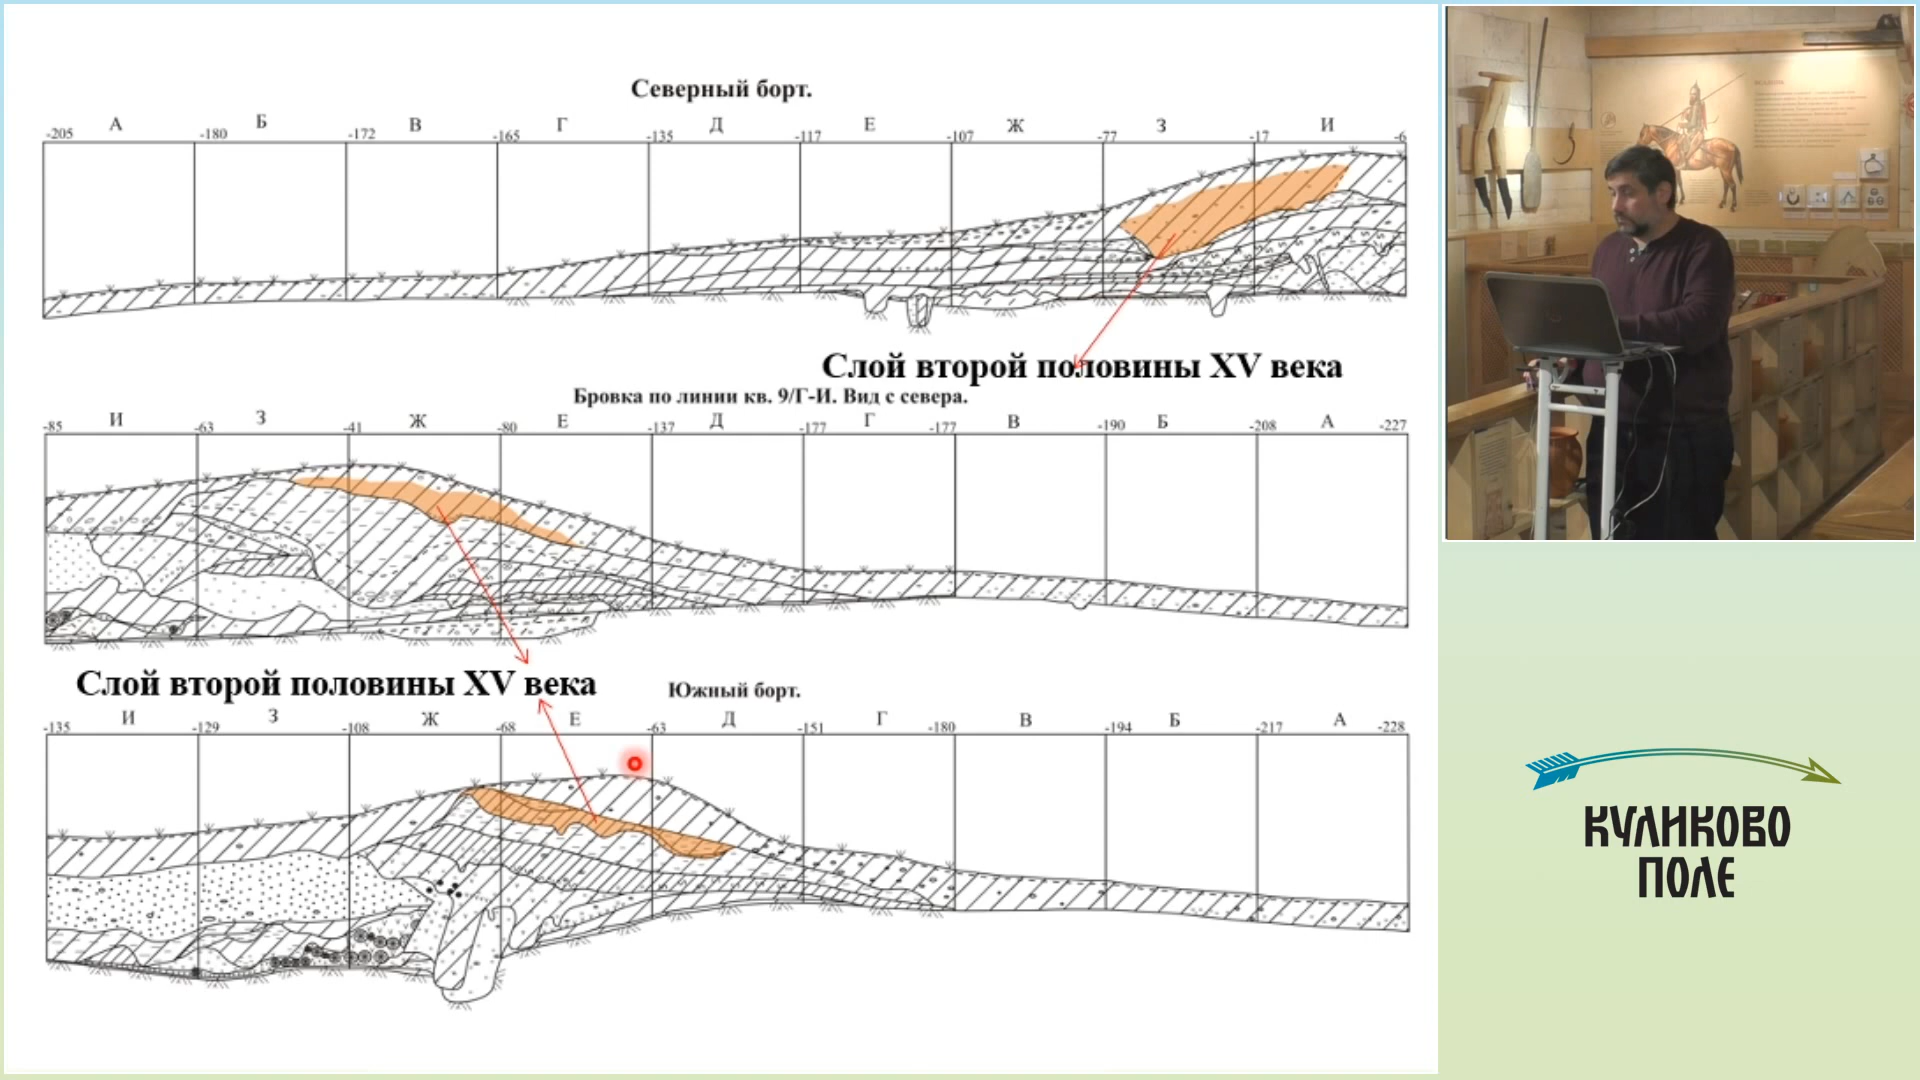 Северный борт.
А Б В Г Д Е Ж З И
-205 -180 -172 -165 -135 -117 -107 -77 -17 -6
Слой второй половины XV века
Бровка по линии кв. 9/Г-И. Вид с севера.
И З Ж Е Д Г В Б А
-85 -63 -41 -80 -137 -177 -177 -190 -208 -227
Слой второй половины XV века
Южный борт.
И З Ж Е Д Г В Б А
-135 -129 -108 -68 -63 -151 -180 -194 -217 -228
КУЛИКОВО
ПОЛЕ